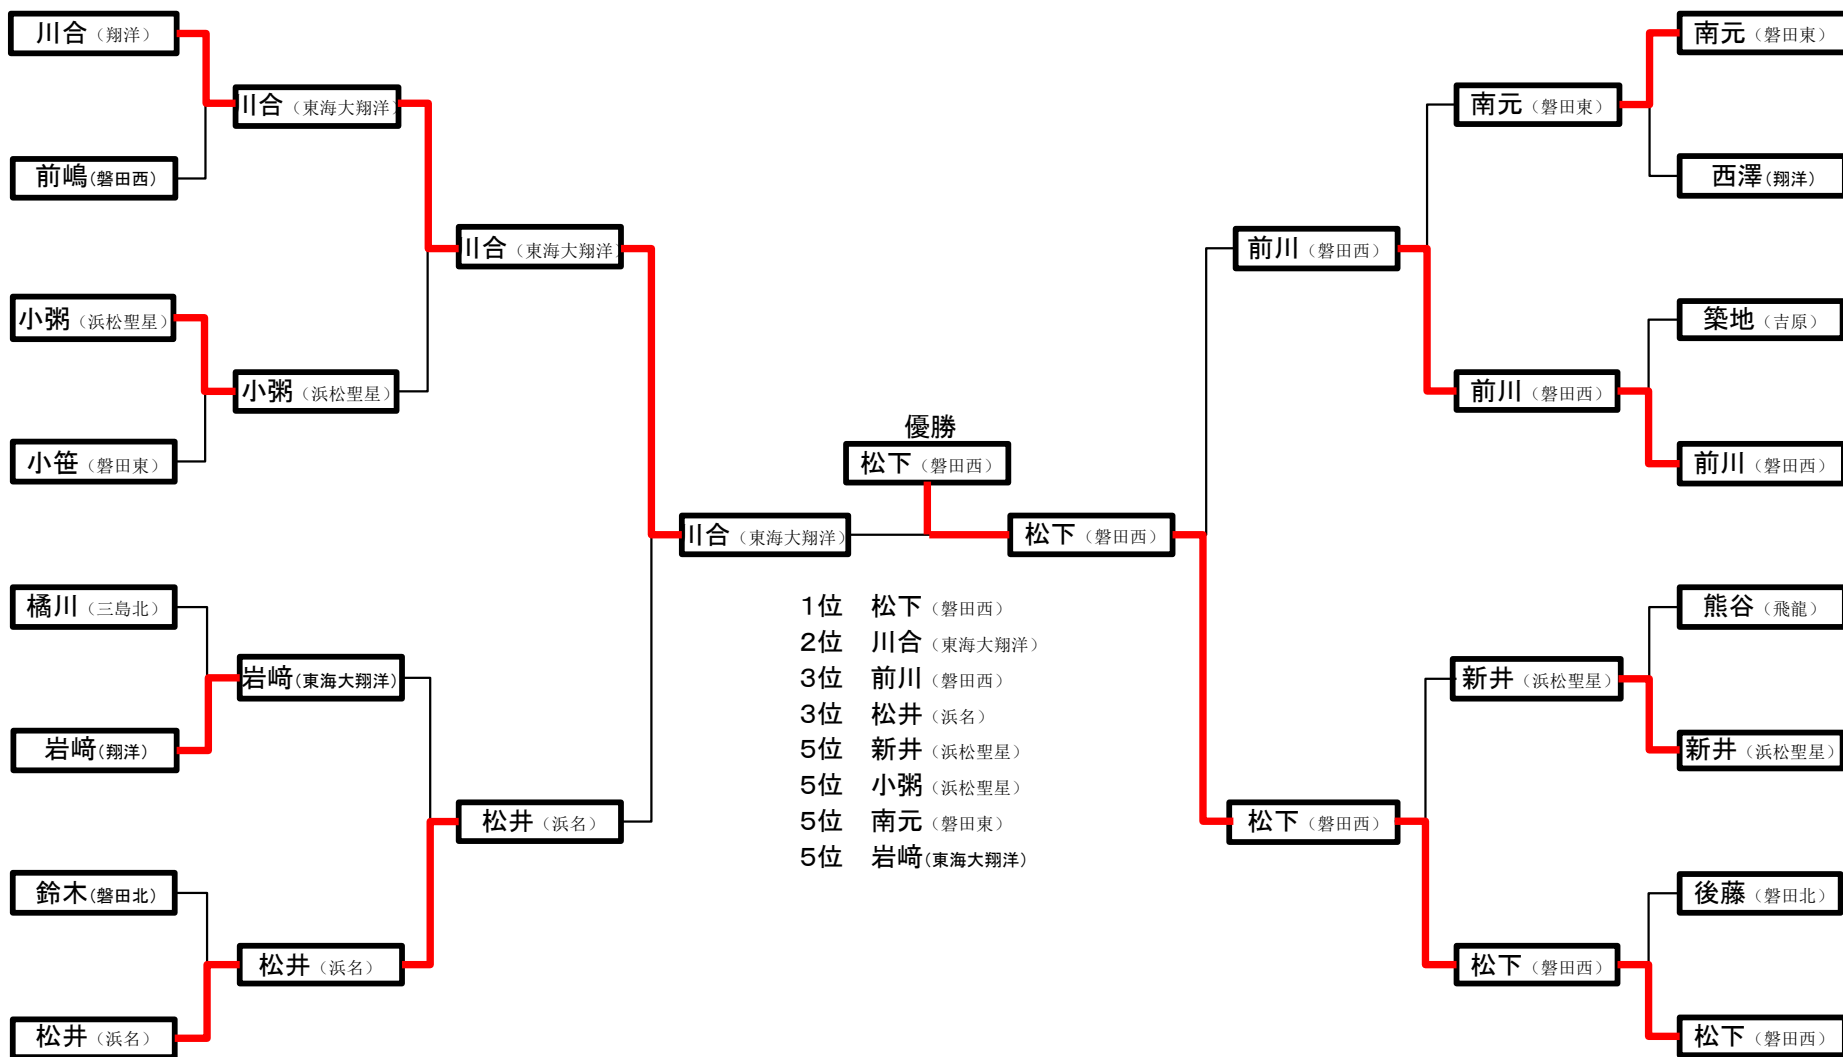 川合（翔洋）
南元（磐田東）
川合（東海大翔洋）
南元（磐田東）
前嶋(磐田西)
西澤(翔洋)
川合（東海大翔洋）
前川（磐田西）
小粥（浜松聖星）
築地（吉原）
小粥（浜松聖星）
前川（磐田西）
優勝
小笹（磐田東）
松下（磐田西）
前川（磐田西）
川合（東海大翔洋）
松下（磐田西）
橘川（三島北）
熊谷（飛龍）
岩﨑(東海大翔洋)
新井（浜松聖星）
岩﨑(翔洋)
新井（浜松聖星）
松井（浜名）
松下（磐田西）
鈴木(磐田北)
後藤（磐田北）
松井（浜名）
松下（磐田西）
松井（浜名）
松下（磐田西）
1位　松下（磐田西）
2位　川合（東海大翔洋）
3位　前川（磐田西）
3位　松井（浜名）
5位　新井（浜松聖星）
5位　小粥（浜松聖星）
5位　南元（磐田東）
5位　岩﨑(東海大翔洋)